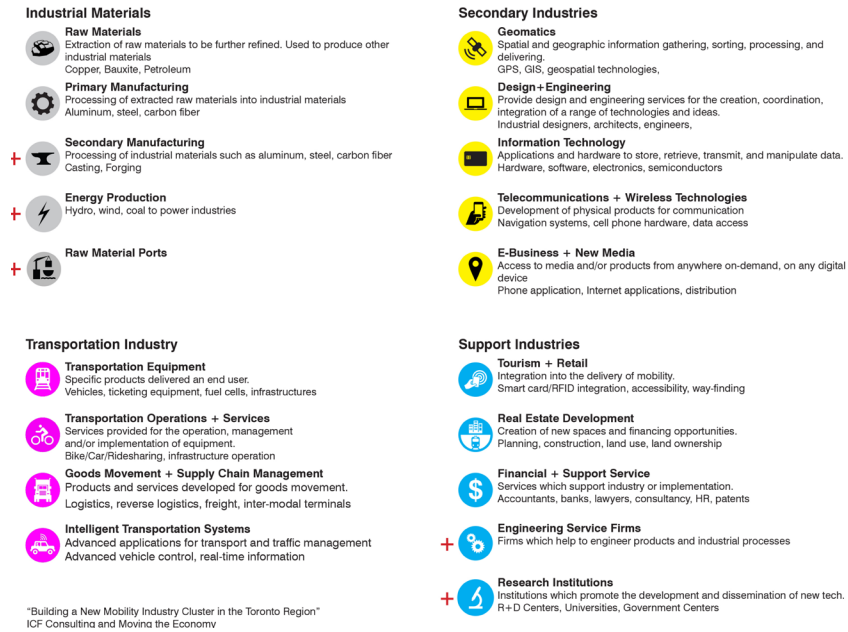 Industrial Materials
Raw Materials
Extraction of raw materials to be further refined. Used to produce other
industrial materials
Copper, Bauxite, Petroleum
Primary Manufacturing
Processing of extracted raw materials into industrial materials
Aluminum, steel, carbon fiber
Secondary Manufacturing
Processing of industrial materials such as aluminum, steel, carbon fiber
Casting, Forging
Energy Production
Hydro, wind, coal to power industries
Raw Material Ports
Secondary Industries
Geomatics
Spatial and geographic information gathering, sorting, processing, and
delivering.
GPS, GIS, geospatial technologies,
Design+Engineering
Provide design and engineering services for the creation, coordination,
integration of a range of technologies and ideas.
Industrial designers, architects, engineers,
Information Technology
Applications and hardware to store, retrieve, transmit, and manipulate data.
Hardware, software, electronics, semiconductors
Telecommunications + Wireless Technologies
Development of physical products for communication
Navigation systems, cell phone hardware, data access
E-Business + New Media
Access to media and/or products from anywhere on-demand, on any digital
device
Phone application, Internet applications, distribution
Transportation Industry
Transportation Equipment
Specific products delivered an end user.
Vehicles, ticketing equipment, fuel cells, infrastructures
Transportation Operations + Services
Services provided for the operation, management
and/or implementation of equipment.
Bike/Car/Ridesharing, infrastructure operation
Goods Movement + Supply Chain Management
Products and services developed for goods movement.
Logistics, reverse logistics, freight, inter-modal terminals
Intelligent Transportation Systems
Advanced applications for transport and traffic management
Advanced vehicle control, real-time information
Support Industries
Tourism + Retail
Integration into the delivery of mobility.
Smart card/RFID integration, accessibility, way-finding
Real Estate Development
Creation of new spaces and financing opportunities.
Planning, construction, land use, land ownership
$
Financial + Support Service
Services which support industry or implementation.
Accountants, banks, lawyers, consultancy, HR, patents
Engineering Service Firms
Firms which help to engineer products and industrial processes
Research Institutions
Institutions which promote the development and dissemination of new tech.
R+D Centers, Universities, Government Centers
“Building a New Mobility Industry Cluster in the Toronto Region”
ICF Consulting and Moving the Economy